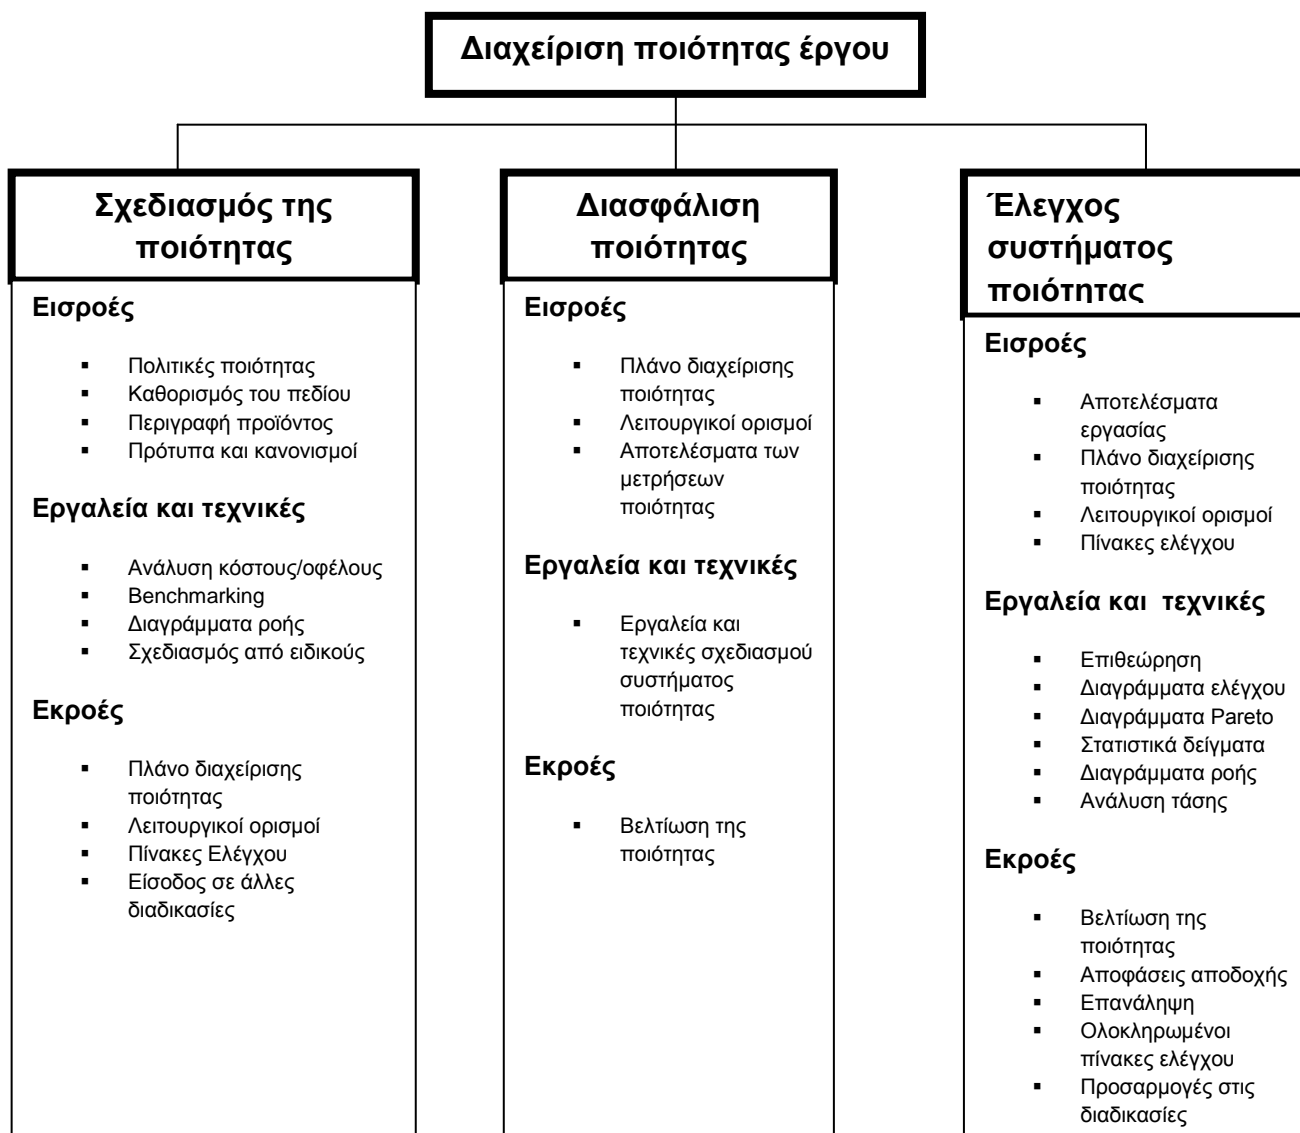 Διαχείριση ποιότητας έργου
Σχεδιασμός της
ποιότητας
Εισροές
▪ Πολιτικές ποιότητας
▪ Καθορισμός του πεδίου
▪ Περιγραφή προϊόντος
▪ Πρότυπα και κανονισμοί
Εργαλεία και τεχνικές
▪ Ανάλυση κόστους/οφέλους
▪ Benchmarking
▪ Διαγράμματα ροής
▪ Σχεδιασμός από ειδικούς
Εκροές
▪ Πλάνο διαχείρισης
ποιότητας
▪ Λειτουργικοί ορισμοί
▪ Πίνακες Ελέγχου
▪ Είσοδος σε άλλες
διαδικασίες
Διασφάλιση
ποιότητας
Εισροές
▪ Πλάνο διαχείρισης
ποιότητας
▪ Λειτουργικοί ορισμοί
▪ Αποτελέσματα των
μετρήσεων
ποιότητας
Εργαλεία και τεχνικές
▪ Εργαλεία και
τεχνικές σχεδιασμού
συστήματος
ποιότητας
Εκροές
▪ Βελτίωση της
ποιότητας
Έλεγχος
συστήματος
ποιότητας
Εισροές
▪ Αποτελέσματα
εργασίας
▪ Πλάνο διαχείρισης
ποιότητας
▪ Λειτουργικοί ορισμοί
▪ Πίνακες ελέγχου
Εργαλεία και τεχνικές
▪ Επιθεώρηση
▪ Διαγράμματα ελέγχου
▪ Διαγράμματα Pareto
▪ Στατιστικά δείγματα
▪ Διαγράμματα ροής
▪ Ανάλυση τάσης
Εκροές
▪ Βελτίωση της
ποιότητας
▪ Αποφάσεις αποδοχής
▪ Επανάληψη
▪ Ολοκληρωμένοι
πίνακες ελέγχου
▪ Προσαρμογές στις
διαδικασίες